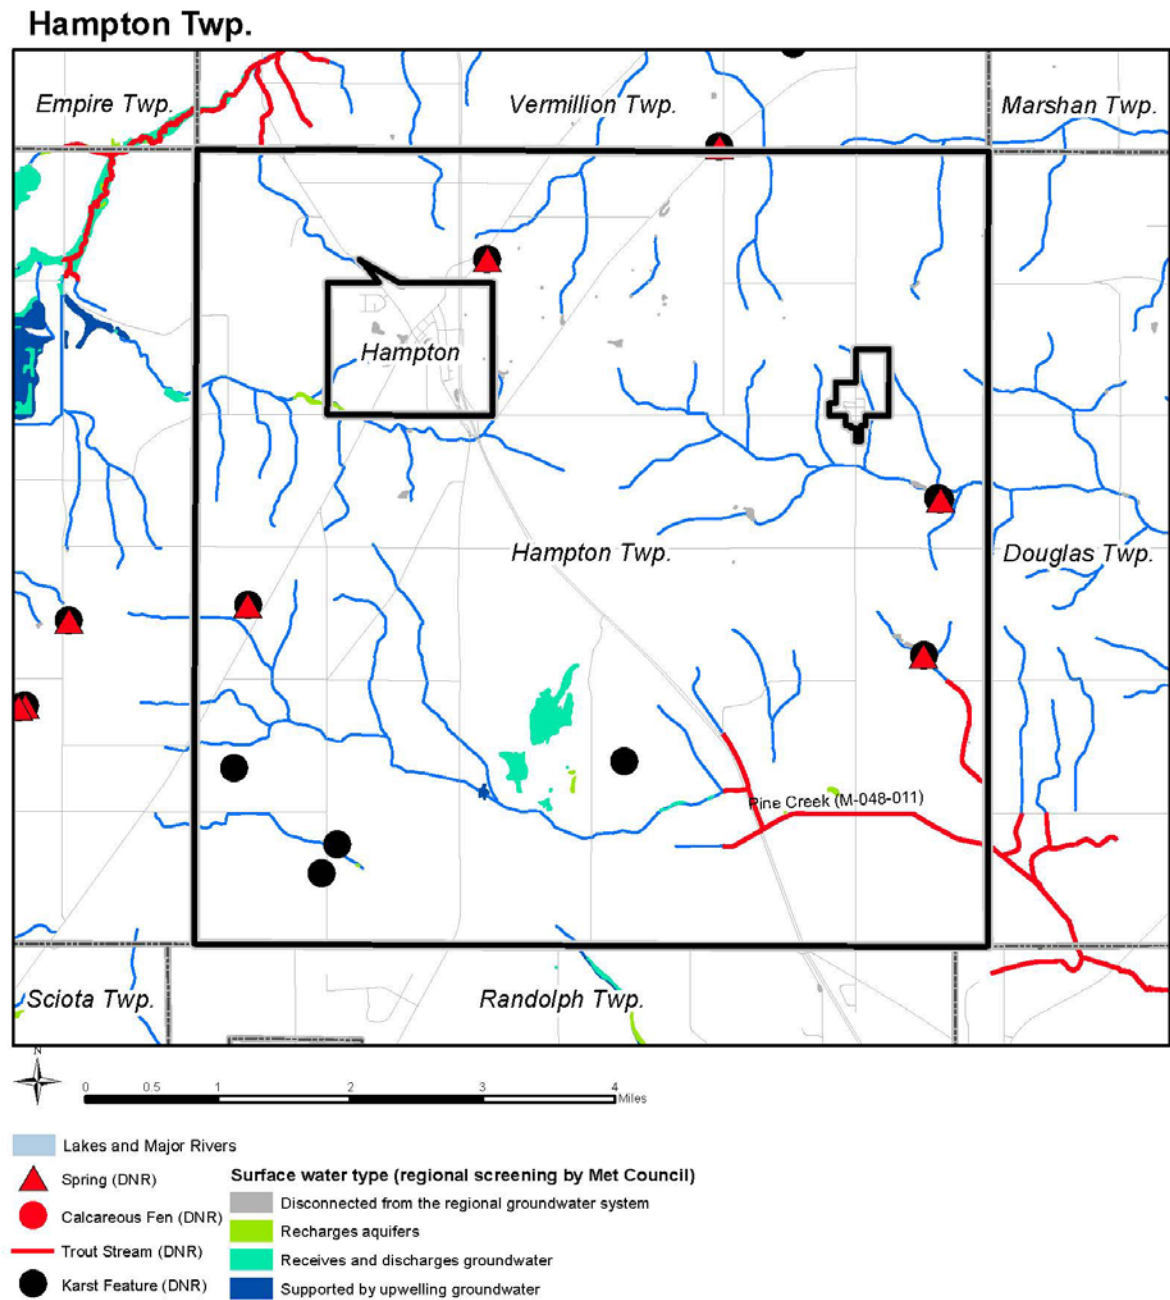 Hampton Twp.
Empire Twp.
Vermillion Twp.
Marshan Twp.
Hampton
Hampton Twp.
Douglas Twp.
Pine Creek (M-048-011)
Sciota Twp.
Randolph Twp.
N
0 0.5 1 2 3 4
Miles
Lakes and Major Rivers
Spring (DNR)
Calcareous Fen (DNR)
Trout Stream (DNR)
Karst Feature (DNR)
Surface water type (regional screening by Met Council)
Disconnected from the regional groundwater system
Recharges aquifers
Receives and discharges groundwater
Supported by upwelling groundwater